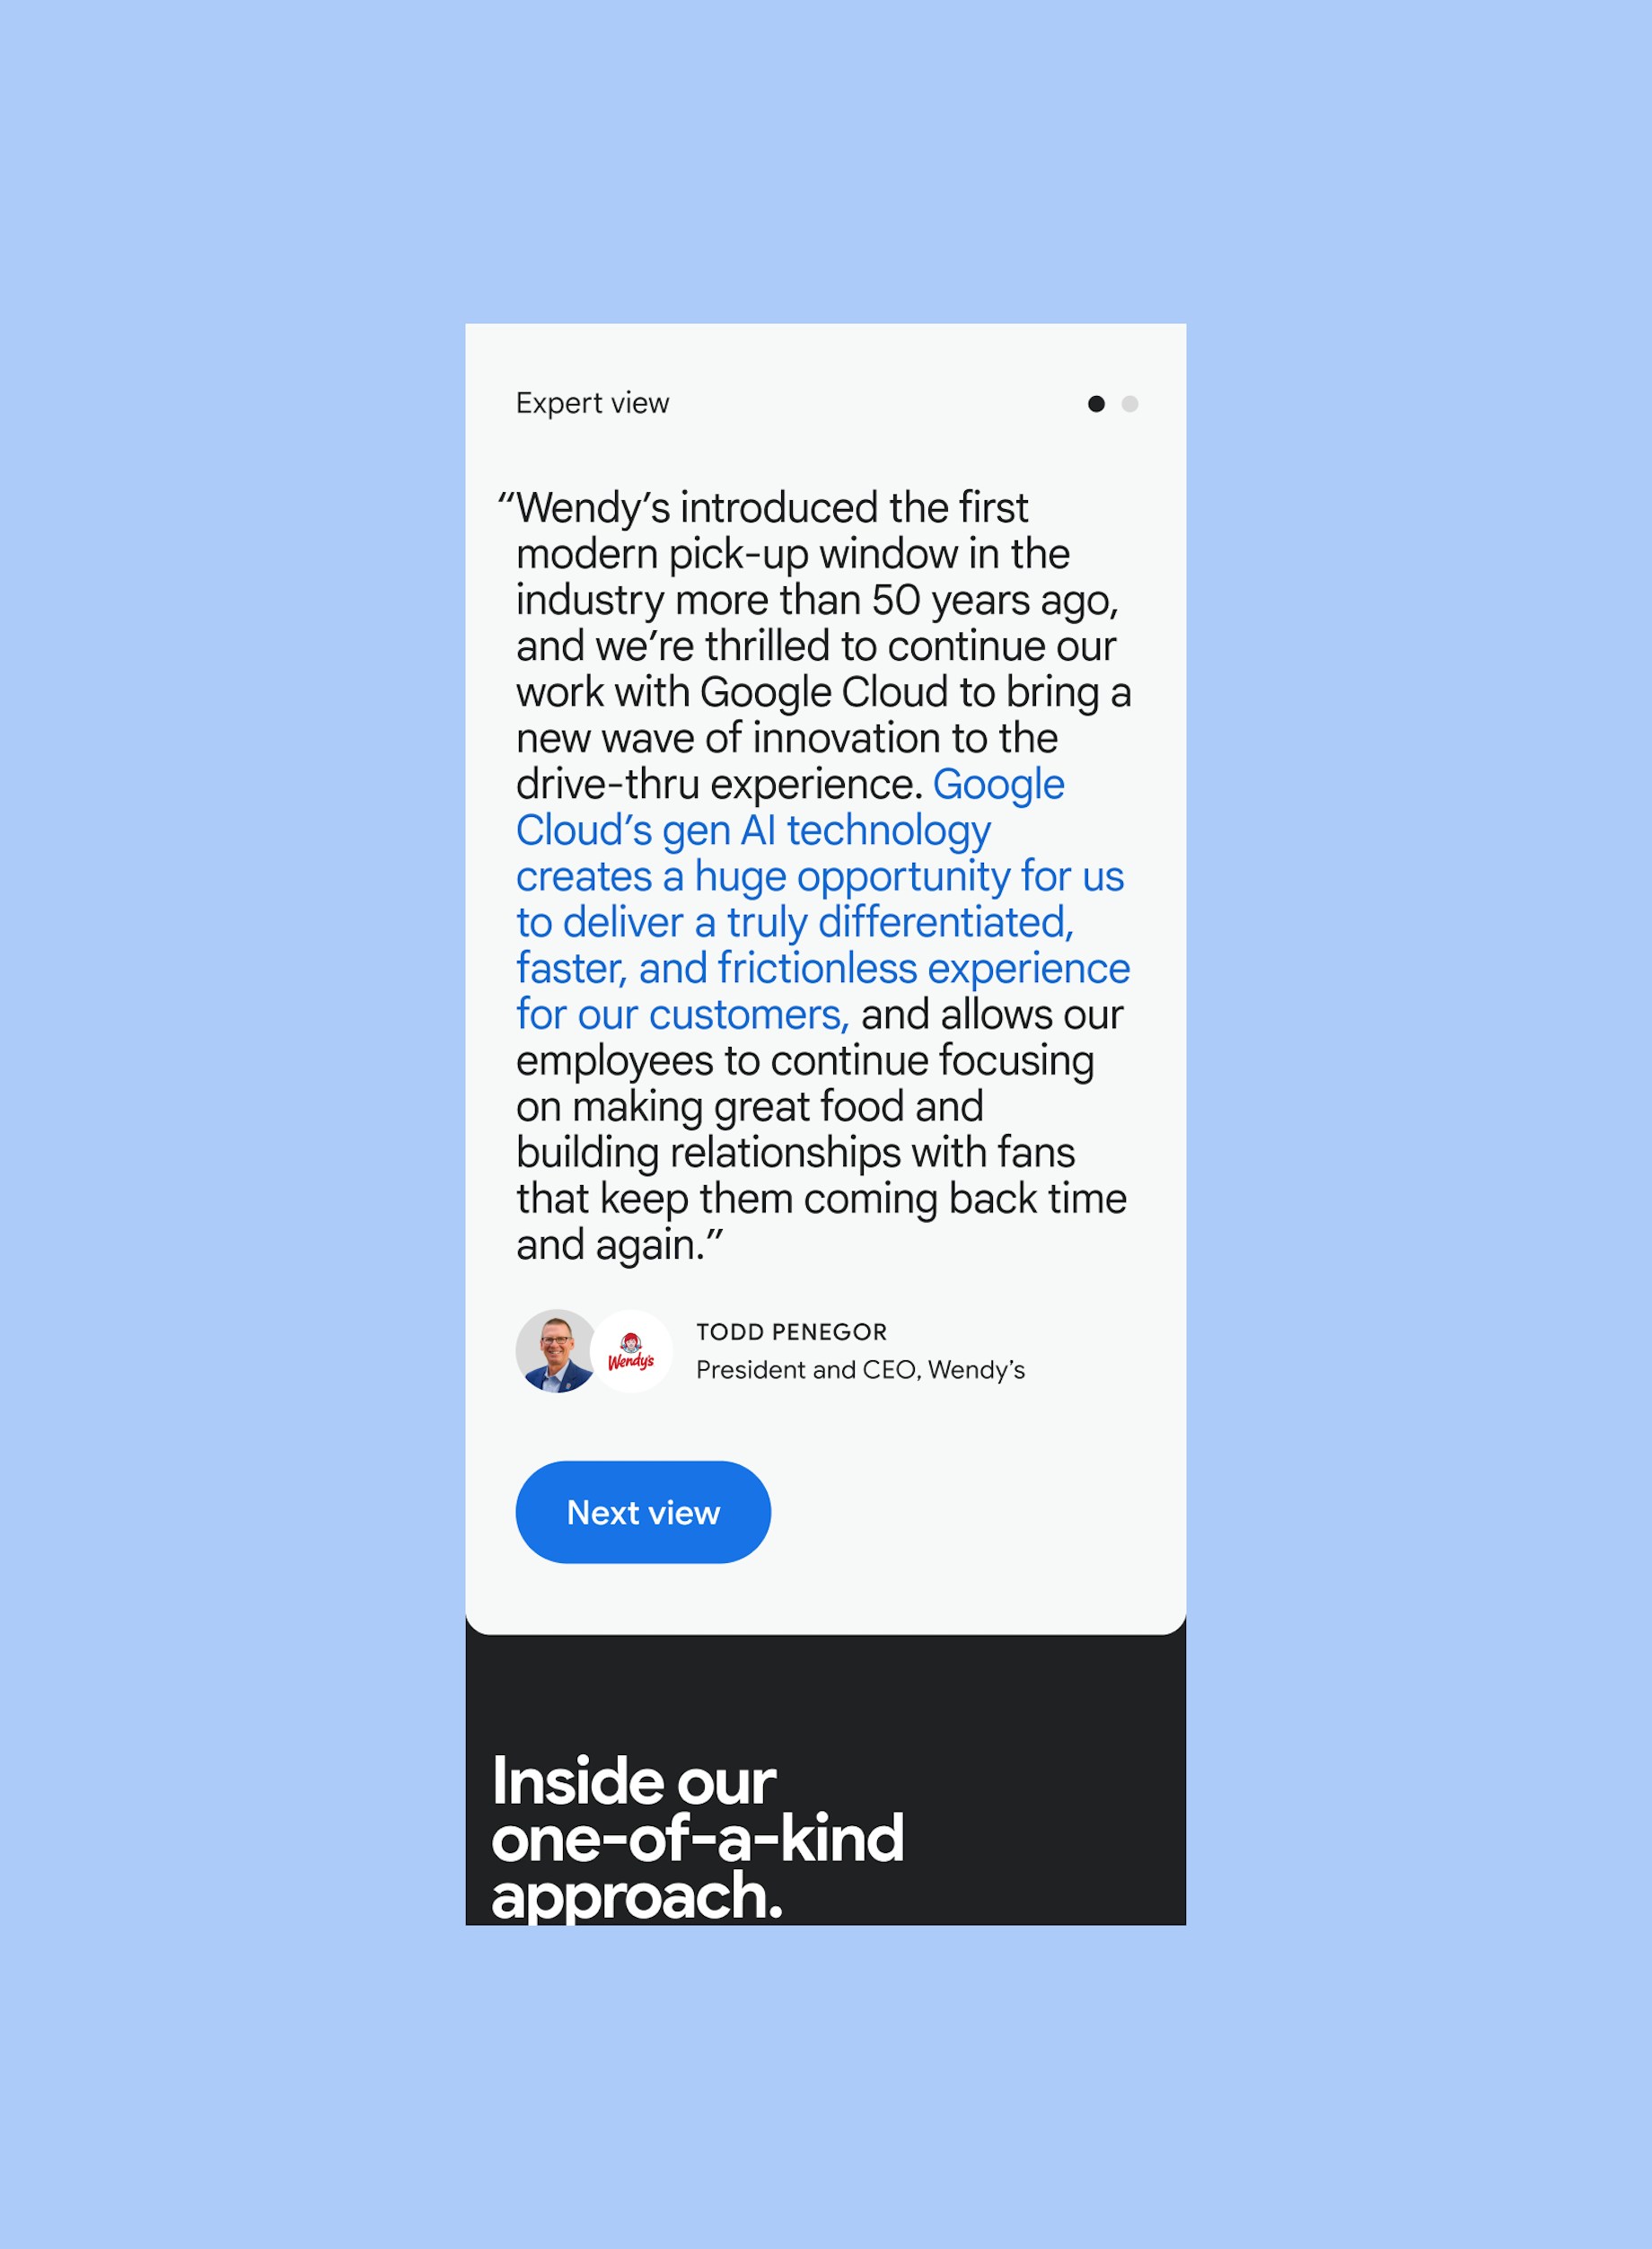 Expert view
“Wendy’s introduced the first
modern pick-up window in the
industry more than 50 years ago,
and we’re thrilled to continue our
work with Google Cloud to bring a
new wave of innovation to the
drive-thru experience. Google
Cloud’s gen AI technology
creates a huge opportunity for us
to deliver a truly differentiated,
faster, and frictionless experience
for our customers, and allows our
employees to continue focusing
on making great food and
building relationships with fans
that keep them coming back time
and again.”
Wendy’s
TODD PENEGOR
President and CEO, Wendy’s
Next view
Inside our
one-of-a-kind
approach.